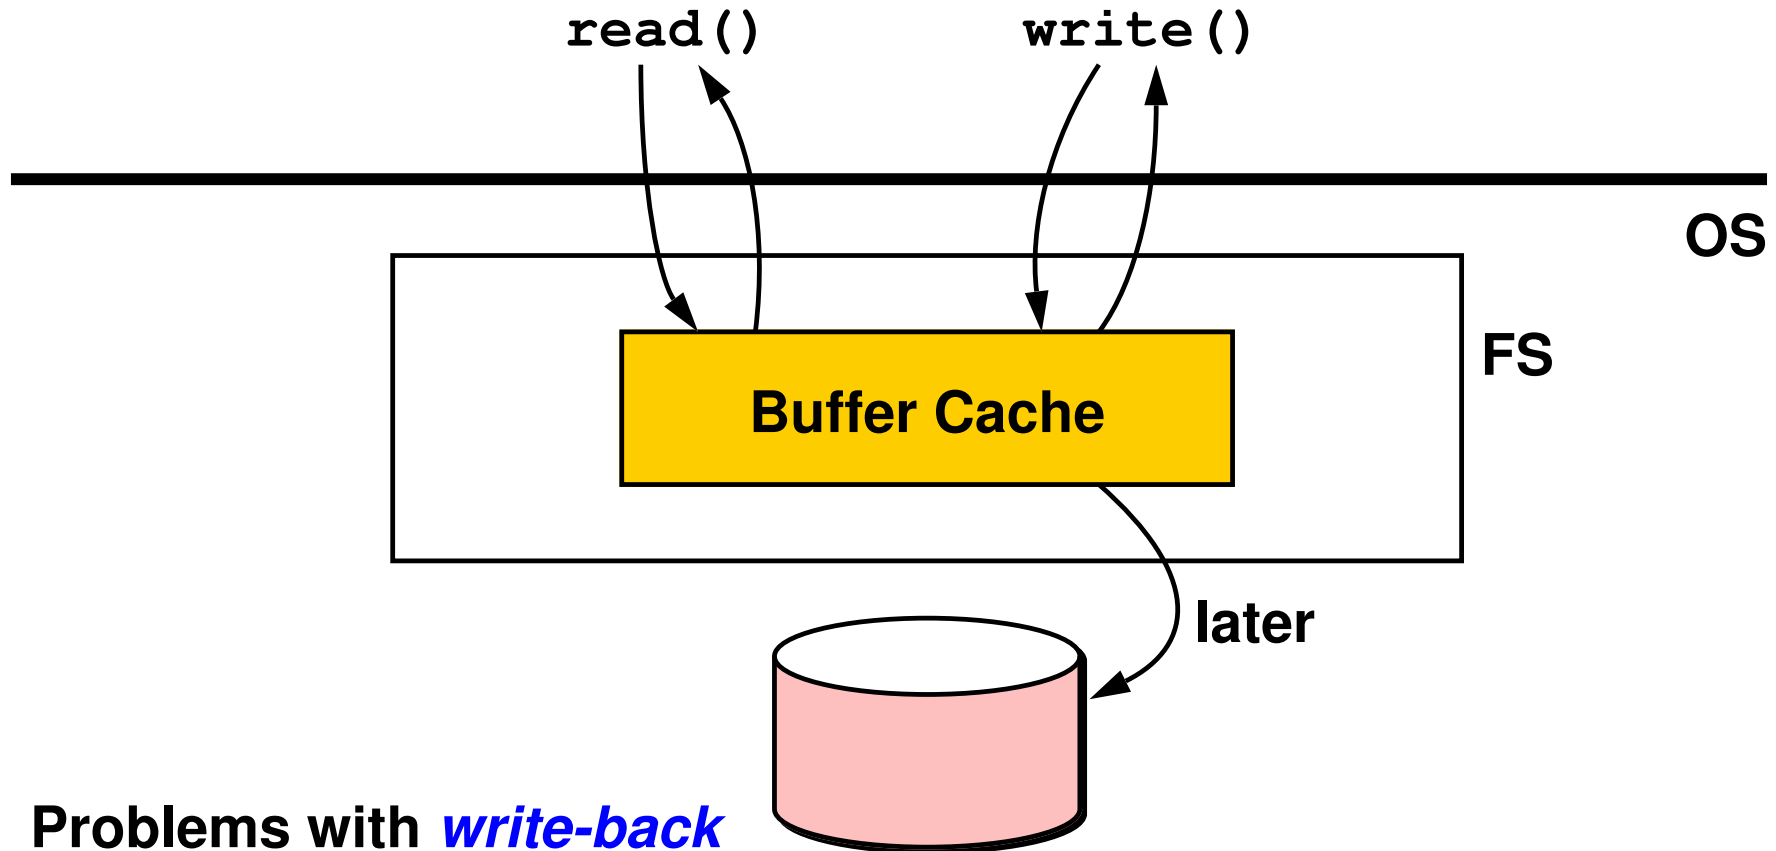 read() write()
OS
FS
Buffer Cache
later
Problems with write-back